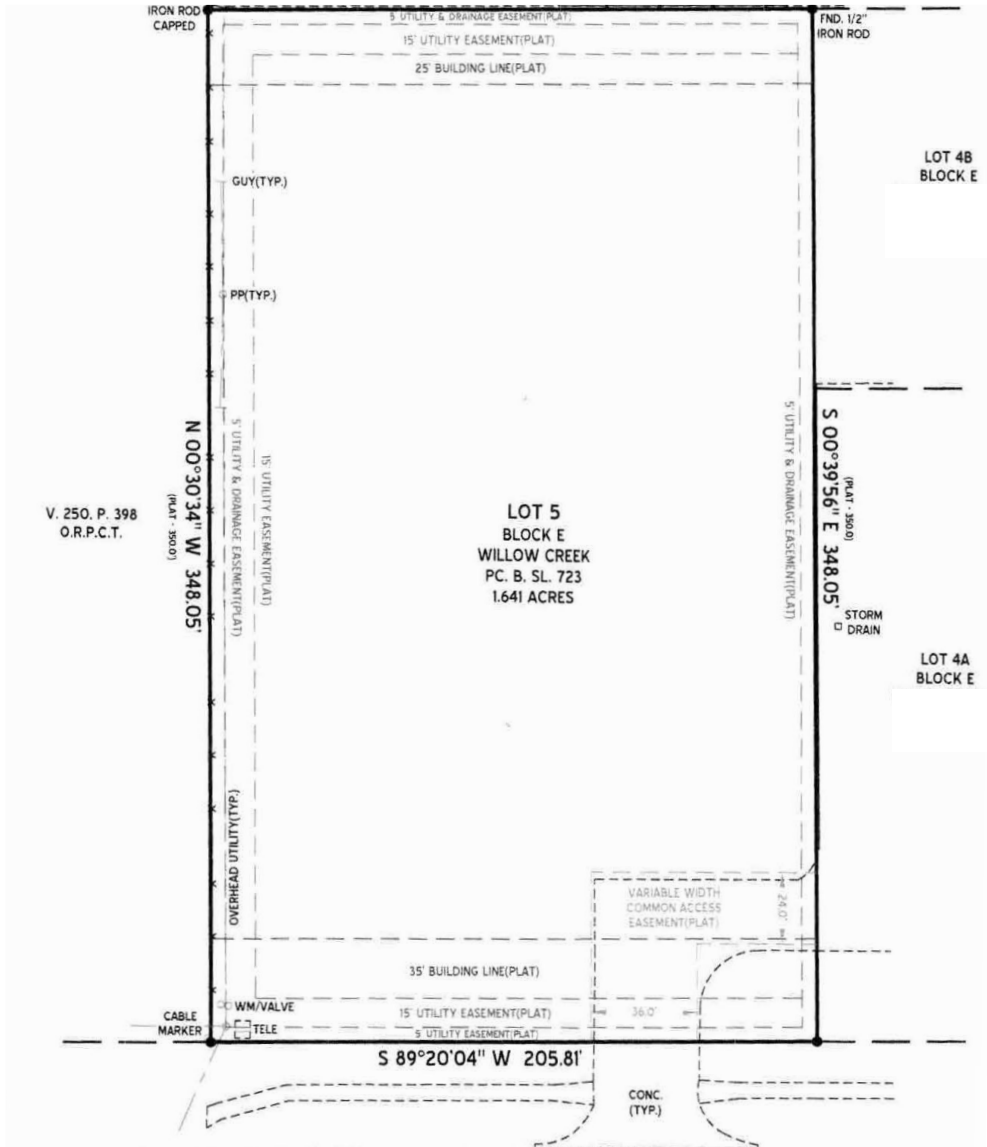 IRON ROD
CAPPED
5' UTILITY & DRAINAGE EASEMENT(PLAT)
FND. 1/2"
IRON ROD
15' UTILITY EASEMENT(PLAT)
25' BUILDING LINE(PLAT)
LOT 4B
BLOCK E
GUY(TYP.)
PP(TYP.)
N 00°30'34" W 348.05'
(PLAT - 350.0')
5' UTILITY & DRAINAGE EASEMENT(PLAT)
15' UTILITY EASEMENT(PLAT)
5' UTILITY & DRAINAGE EASEMENT(PLAT)
S 00°39'56" E 348.05'
(PLAT - 350.0')
V. 250. P. 398
O.R.P.C.T.
LOT 5
BLOCK E
WILLOW CREEK
PC. B. SL. 723
1.641 ACRES
STORM
DRAIN
LOT 4A
BLOCK E
OVERHEAD UTILITY(TYP.)
VARIABLE WIDTH
COMMON ACCESS
EASEMENT(PLAT)
24.0'
35' BUILDING LINE(PLAT)
CABLE
MARKER
WM/VALVE
TELE
15' UTILITY EASEMENT(PLAT)
36.0'
5' UTILITY EASEMENT(PLAT)
S 89°20'04" W 205.81'
CONC.
(TYP.)